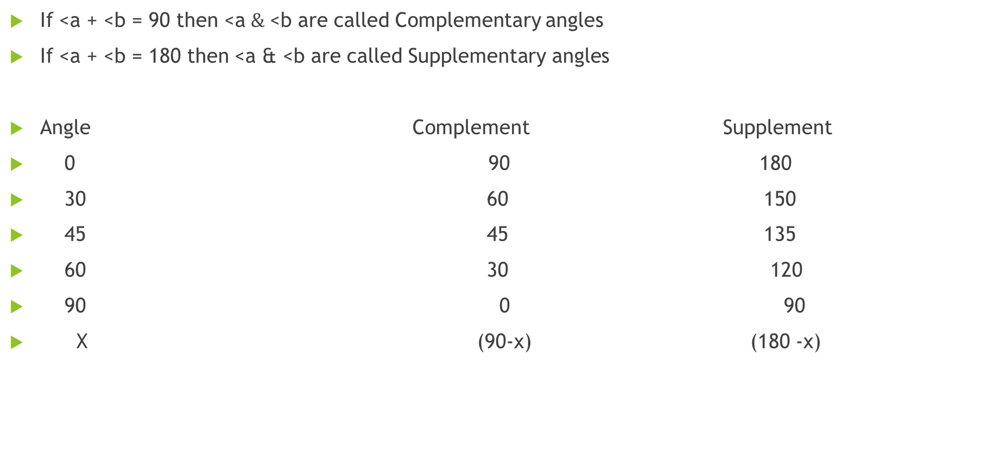 If <a + <b = 90 then <a & <b are called Complementary angles
If <a + <b = 180 then <a & <b are called Supplementary angles
Angle Complement Supplement
0 90 180
30 60 150
45 45 135
60 30 120
90 0 90
X (90-x) (180 -x)